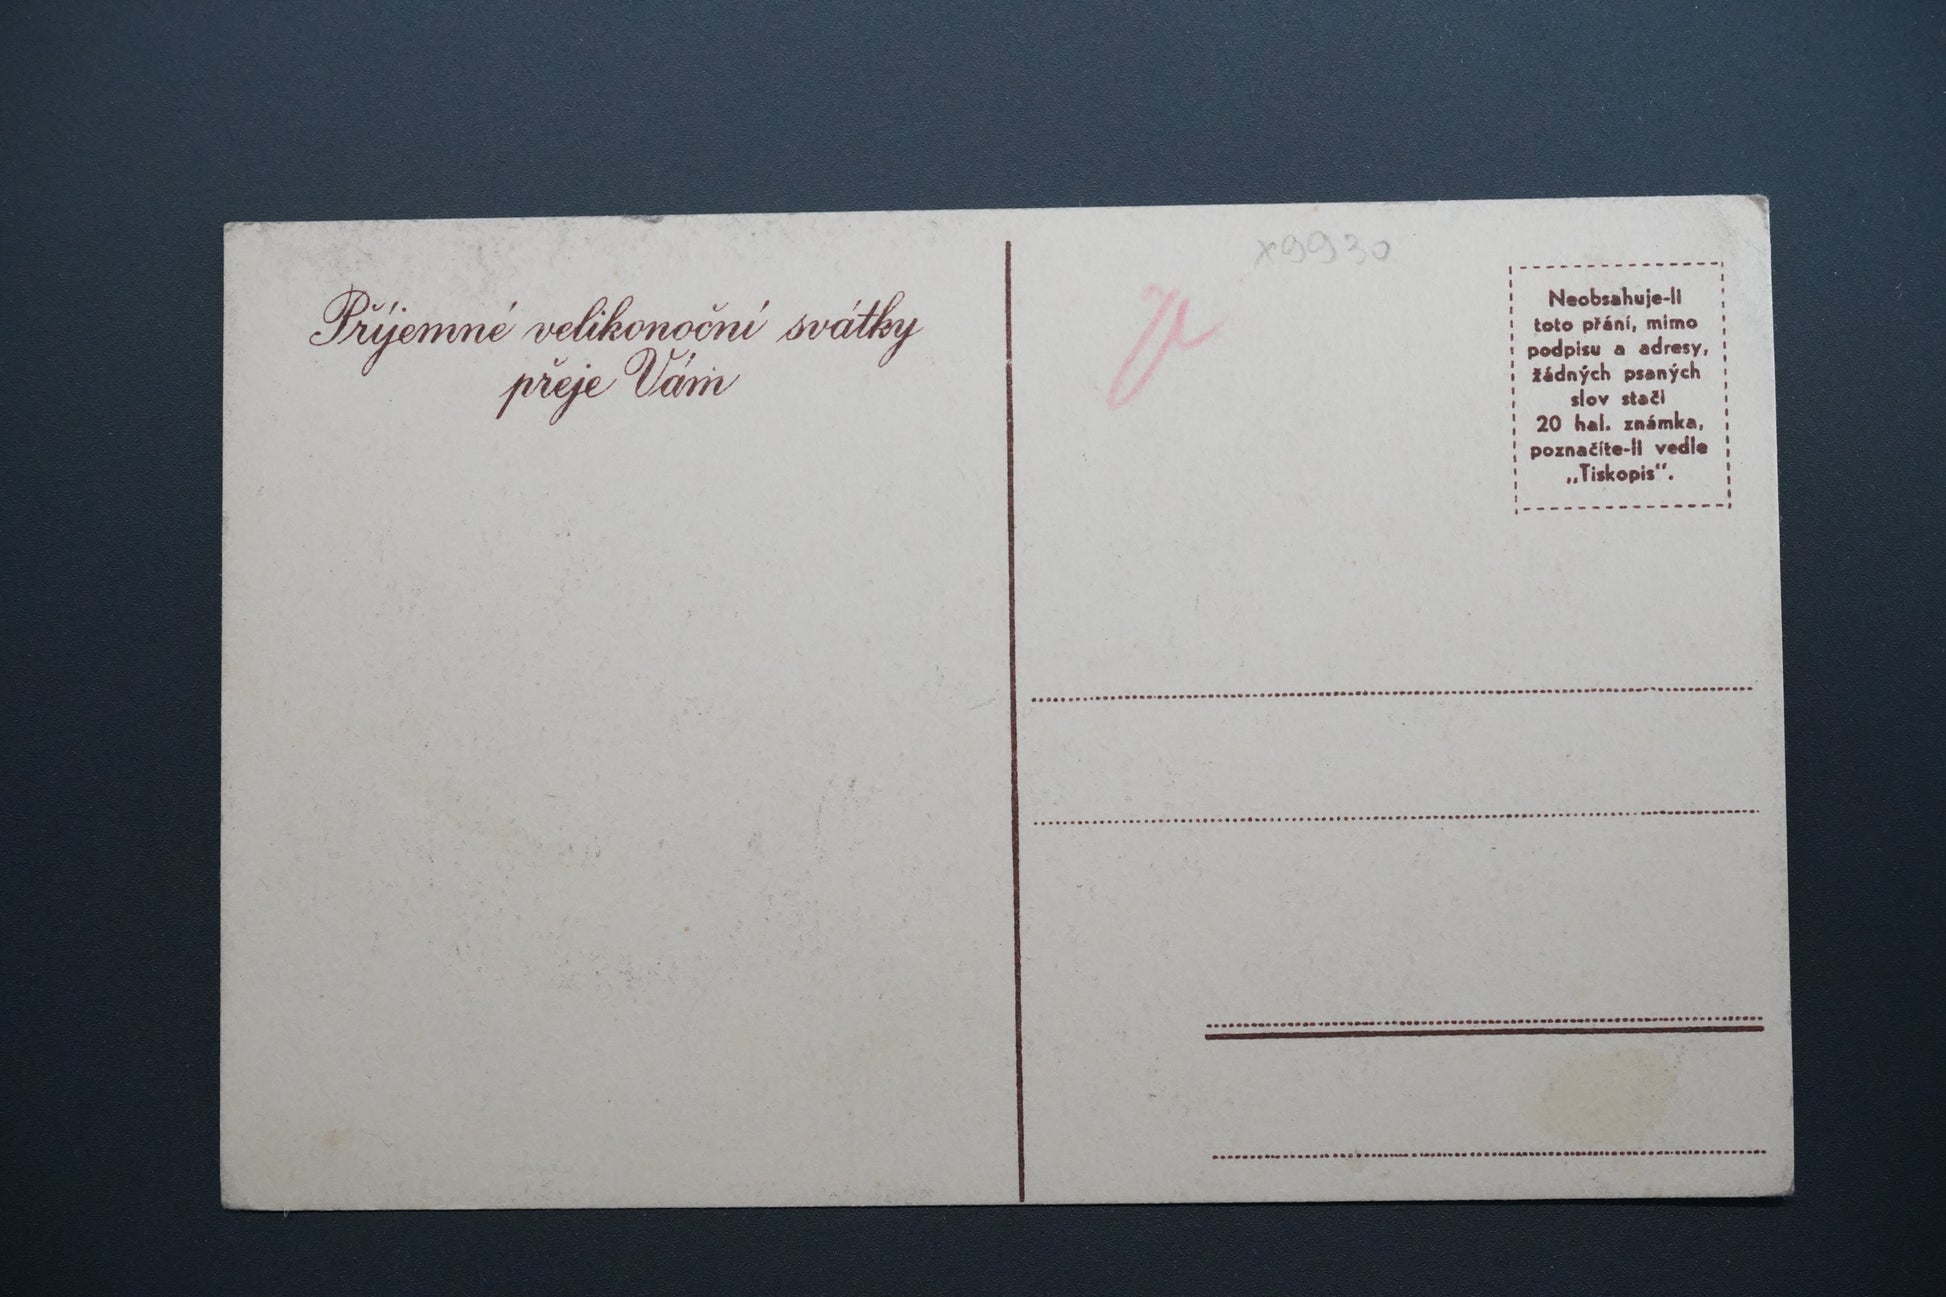 Příjemné velikonoční svátky
přeje Vám
x9930
Neobsahuje-li
toto přání, mimo
podpisu a adresy,
žádných psaných
slov stačí
20 hal. známka,
poznačíte-li vedle
„Tiskopis“.